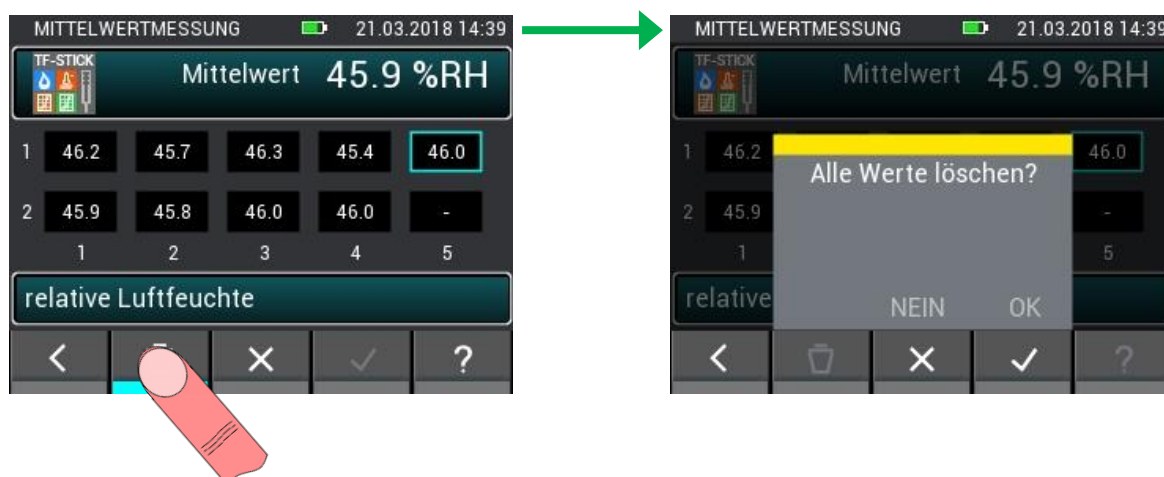 MITTELWERTMESSUNG 21.03.2018 14:39
TF-STICK
Mittelwert 45.9 %RH
1 46.2 45.7 46.3 45.4 46.0
2 45.9 45.8 46.0 46.0 -
1 2 3 4 5
relative Luftfeuchte
?
MITTELWERTMESSUNG 21.03.2018 14:39
TF-STICK
Mittelwert 45.9 %RH
1 46.2 46.0
Alle Werte löschen?
2 45.9 -
1 5
relative
NEIN OK
?